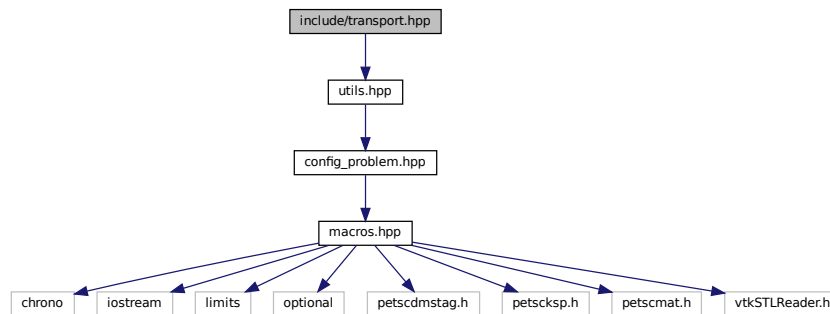 include/transport.hpp
utils.hpp
config_problem.hpp
macros.hpp
chrono
iostream
limits
optional
petscdmstag.h
petscksp.h
petscmat.h
vtkSTLReader.h